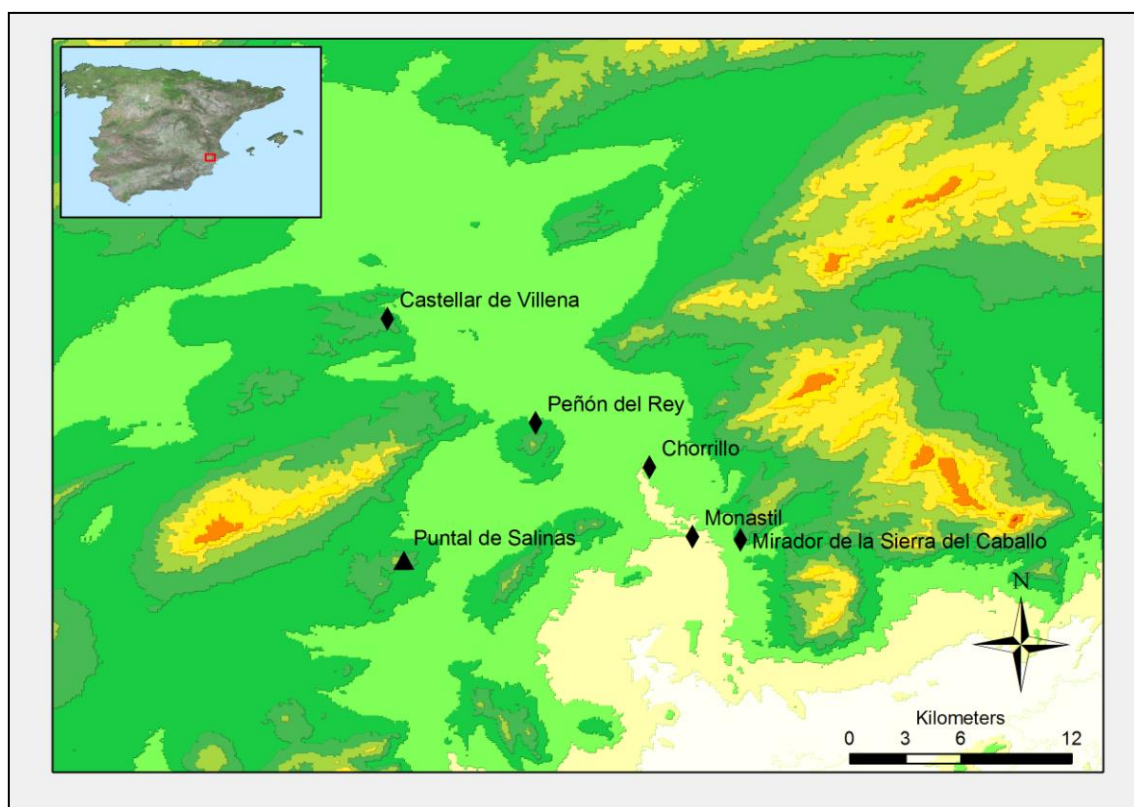 Castellar de Villena
Peñón del Rey
Chorrillo
Monastil
Mirador de la Sierra del Caballo
Puntal de Salinas
N
Kilometers
0 3 6 12